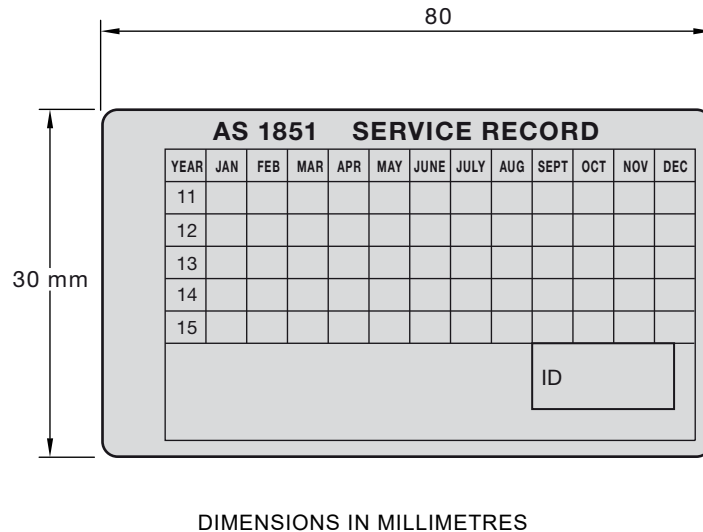 80
AS 1851 SERVICE RECORD
YEAR JAN FEB MAR APR MAY JUNE JULY AUG SEPT OCT NOV DEC
11
12
13
30 mm
14
15
ID
DIMENSIONS IN MILLIMETRES